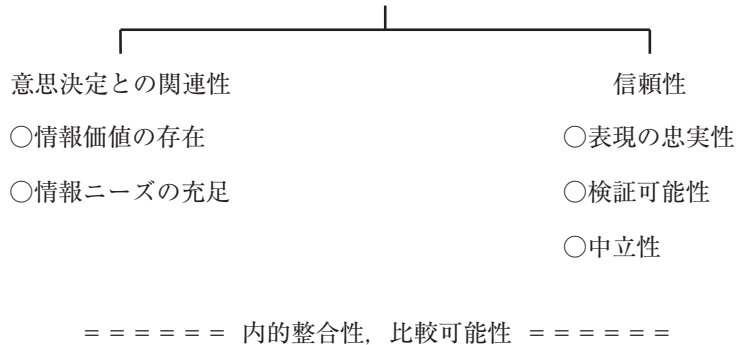 意思決定との関連性 信頼性
○情報価値の存在 ○表現の忠実性
○情報ニーズの充足 ○検証可能性
○中立性
====== 内的整合性，比較可能性 ======